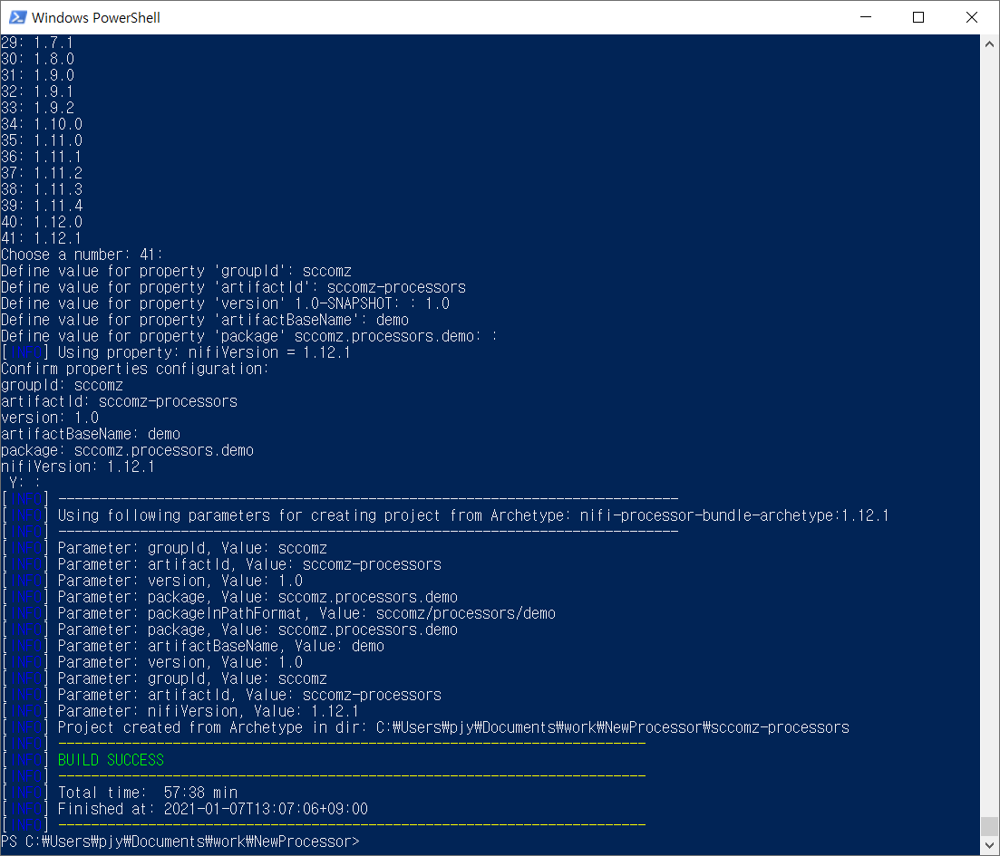 Windows PowerShell
29: 1.7.1
30: 1.8.0
31: 1.9.0
32: 1.9.1
33: 1.9.2
34: 1.10.0
35: 1.11.0
36: 1.11.1
37: 1.11.2
38: 1.11.3
39: 1.11.4
40: 1.12.0
41: 1.12.1
Choose a number: 41:
Define value for property 'groupId': sccomz
Define value for property 'artifactId': sccomz-processors
Define value for property 'version' 1.0-SNAPSHOT: : 1.0
Define value for property 'artifactBaseName': demo
Define value for property 'package' sccomz.processors.demo: :
[INFO] Using property: nifiVersion = 1.12.1
Confirm properties configuration:
groupId: sccomz
artifactId: sccomz-processors
version: 1.0
artifactBaseName: demo
package: sccomz.processors.demo
nifiVersion: 1.12.1
 Y: :
[INFO] ----------------------------------------------------------------------------
[INFO] Using following parameters for creating project from Archetype: nifi-processor-bundle-archetype:1.12.1
[INFO] ----------------------------------------------------------------------------
[INFO] Parameter: groupId, Value: sccomz
[INFO] Parameter: artifactId, Value: sccomz-processors
[INFO] Parameter: version, Value: 1.0
[INFO] Parameter: package, Value: sccomz.processors.demo
[INFO] Parameter: packageInPathFormat, Value: sccomz/processors/demo
[INFO] Parameter: package, Value: sccomz.processors.demo
[INFO] Parameter: artifactBaseName, Value: demo
[INFO] Parameter: version, Value: 1.0
[INFO] Parameter: groupId, Value: sccomz
[INFO] Parameter: artifactId, Value: sccomz-processors
[INFO] Parameter: nifiVersion, Value: 1.12.1
[INFO] Project created from Archetype in dir: C:₩Users₩pjy₩Documents₩work₩NewProcessor₩sccomz-processors
[INFO] ------------------------------------------------------------------------
[INFO] BUILD SUCCESS
[INFO] ------------------------------------------------------------------------
[INFO] Total time:  57:38 min
[INFO] Finished at: 2021-01-07T13:07:06+09:00
[INFO] ------------------------------------------------------------------------
PS C:₩Users₩pjy₩Documents₩work₩NewProcessor>